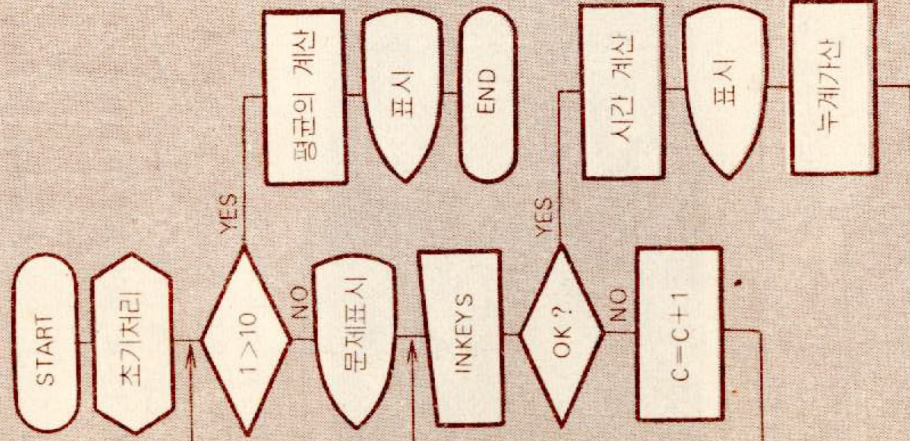 START
초기처리
1>10
YES
평균의 계산
표시
END
NO
문제표시
INKEYS
OK?
YES
시간 계산
표시
누계가산
NO
C=C+1